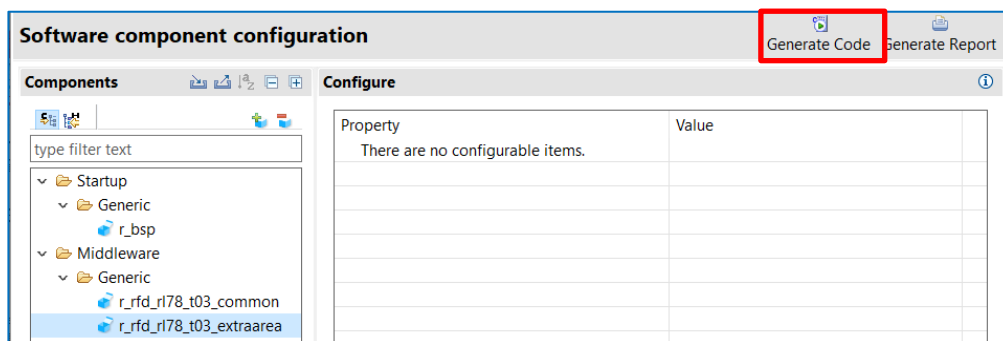 Software component configuration
Generate Code Generate Report
Components
Configure
type filter text
Startup
Generic
r_bsp
Middleware
Generic
r_rfd_rl78_t03_common
r_rfd_rl78_t03_extraarea
Property Value
There are no configurable items.